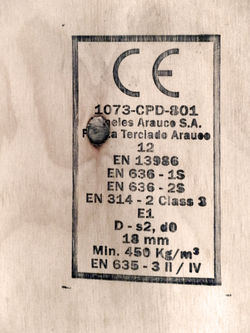 CE
1073-CPD-801
Arauco S.A.
Terciado Arauco
12
EN 13986
EN 636 - 1S
EN 636 - 2S
EN 314 - 2 Class 3
E1
D - s2, d0
18 mm
Min. 450 Kg/m³
EN 635 - 3 II / IV